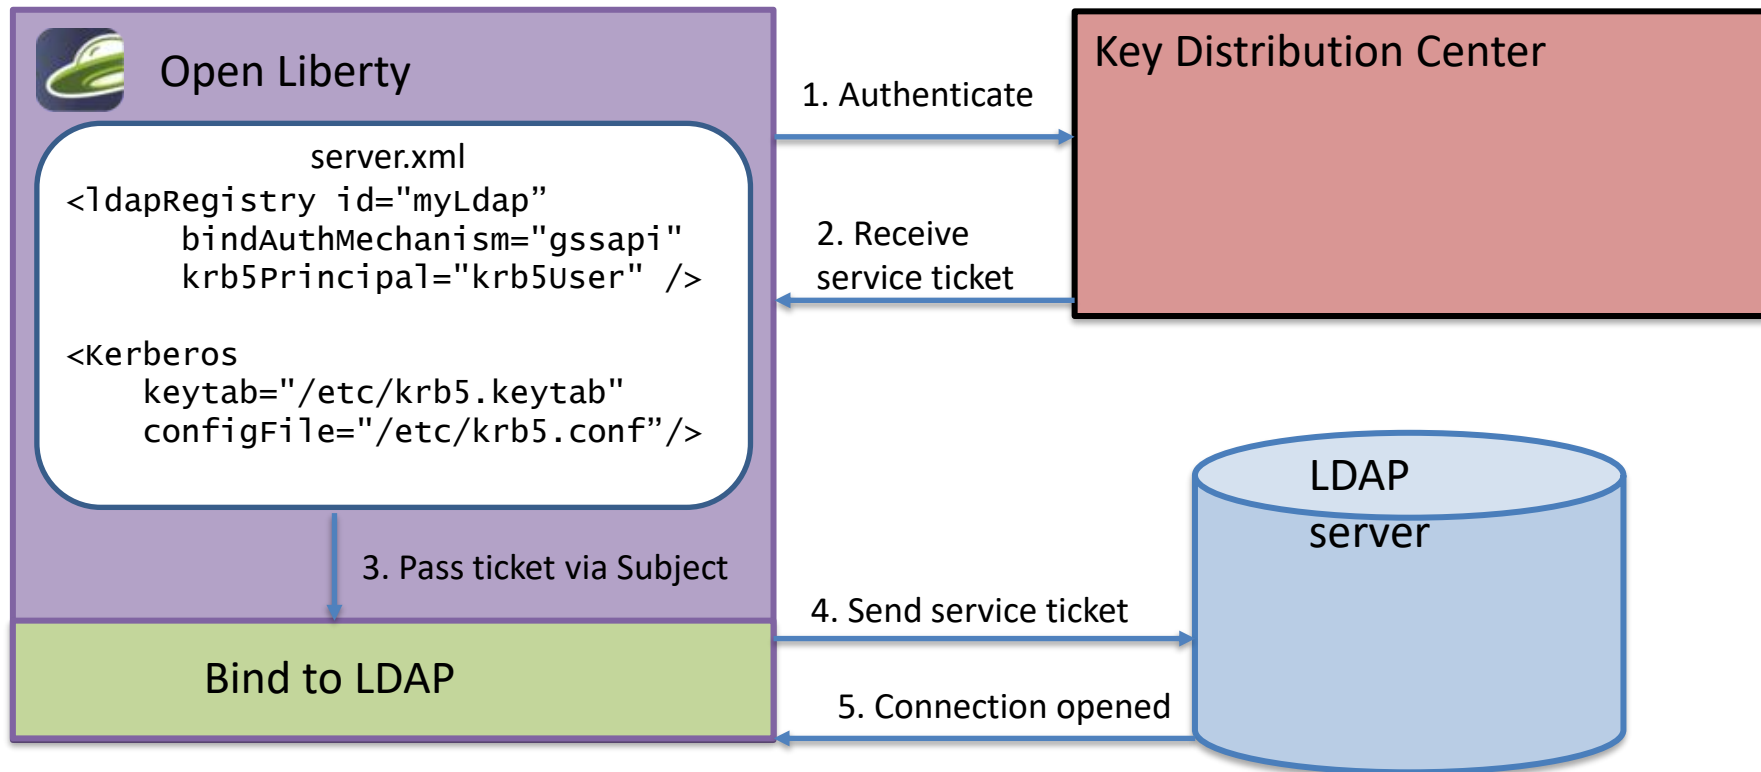 Open Liberty
server.xml
<ldapRegistry id="myLdap”
bindAuthMechanism="gssapi"
krb5Principal="krb5User" />
<Kerberos
keytab="/etc/krb5.keytab"
configFile="/etc/krb5.conf”/>
1. Authenticate
Key Distribution Center
2. Receive
service ticket
3. Pass ticket via Subject
Bind to LDAP
4. Send service ticket
5. Connection opened
LDAP
server